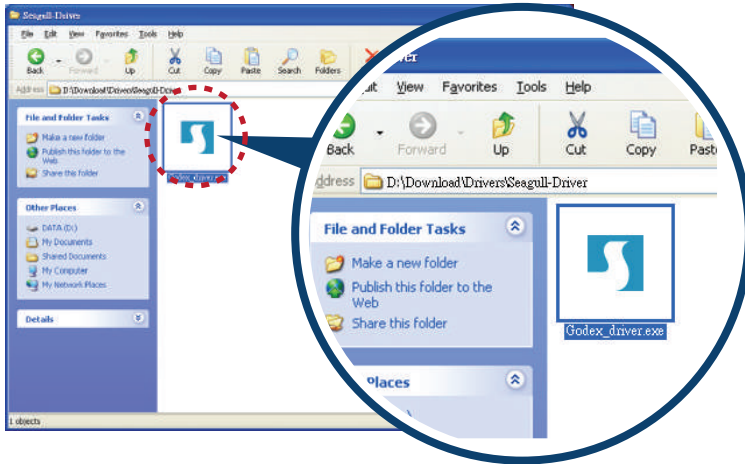 Seagull-Driver
File Edit View Favorites Tools Help
Back Forward Up Cut Copy Paste Search Folders
Address D:\Download\Drivers\Seagull-Driver
File and Folder Tasks
Make a new folder
Publish this folder to the
Web
Share this folder
Other Places
DATA (D:)
My Documents
Shared Documents
My Computer
My Network Places
Details
1 objects
Godex_driver.exe
ver
View Favorites Tools Help
Back Forward Up Cut Copy Past
ddress D:\Download\Drivers\Seagull-Driver
File and Folder Tasks
Make a new folder
Publish this folder to the
Web
Share this folder
Godex_driver.exe
Places